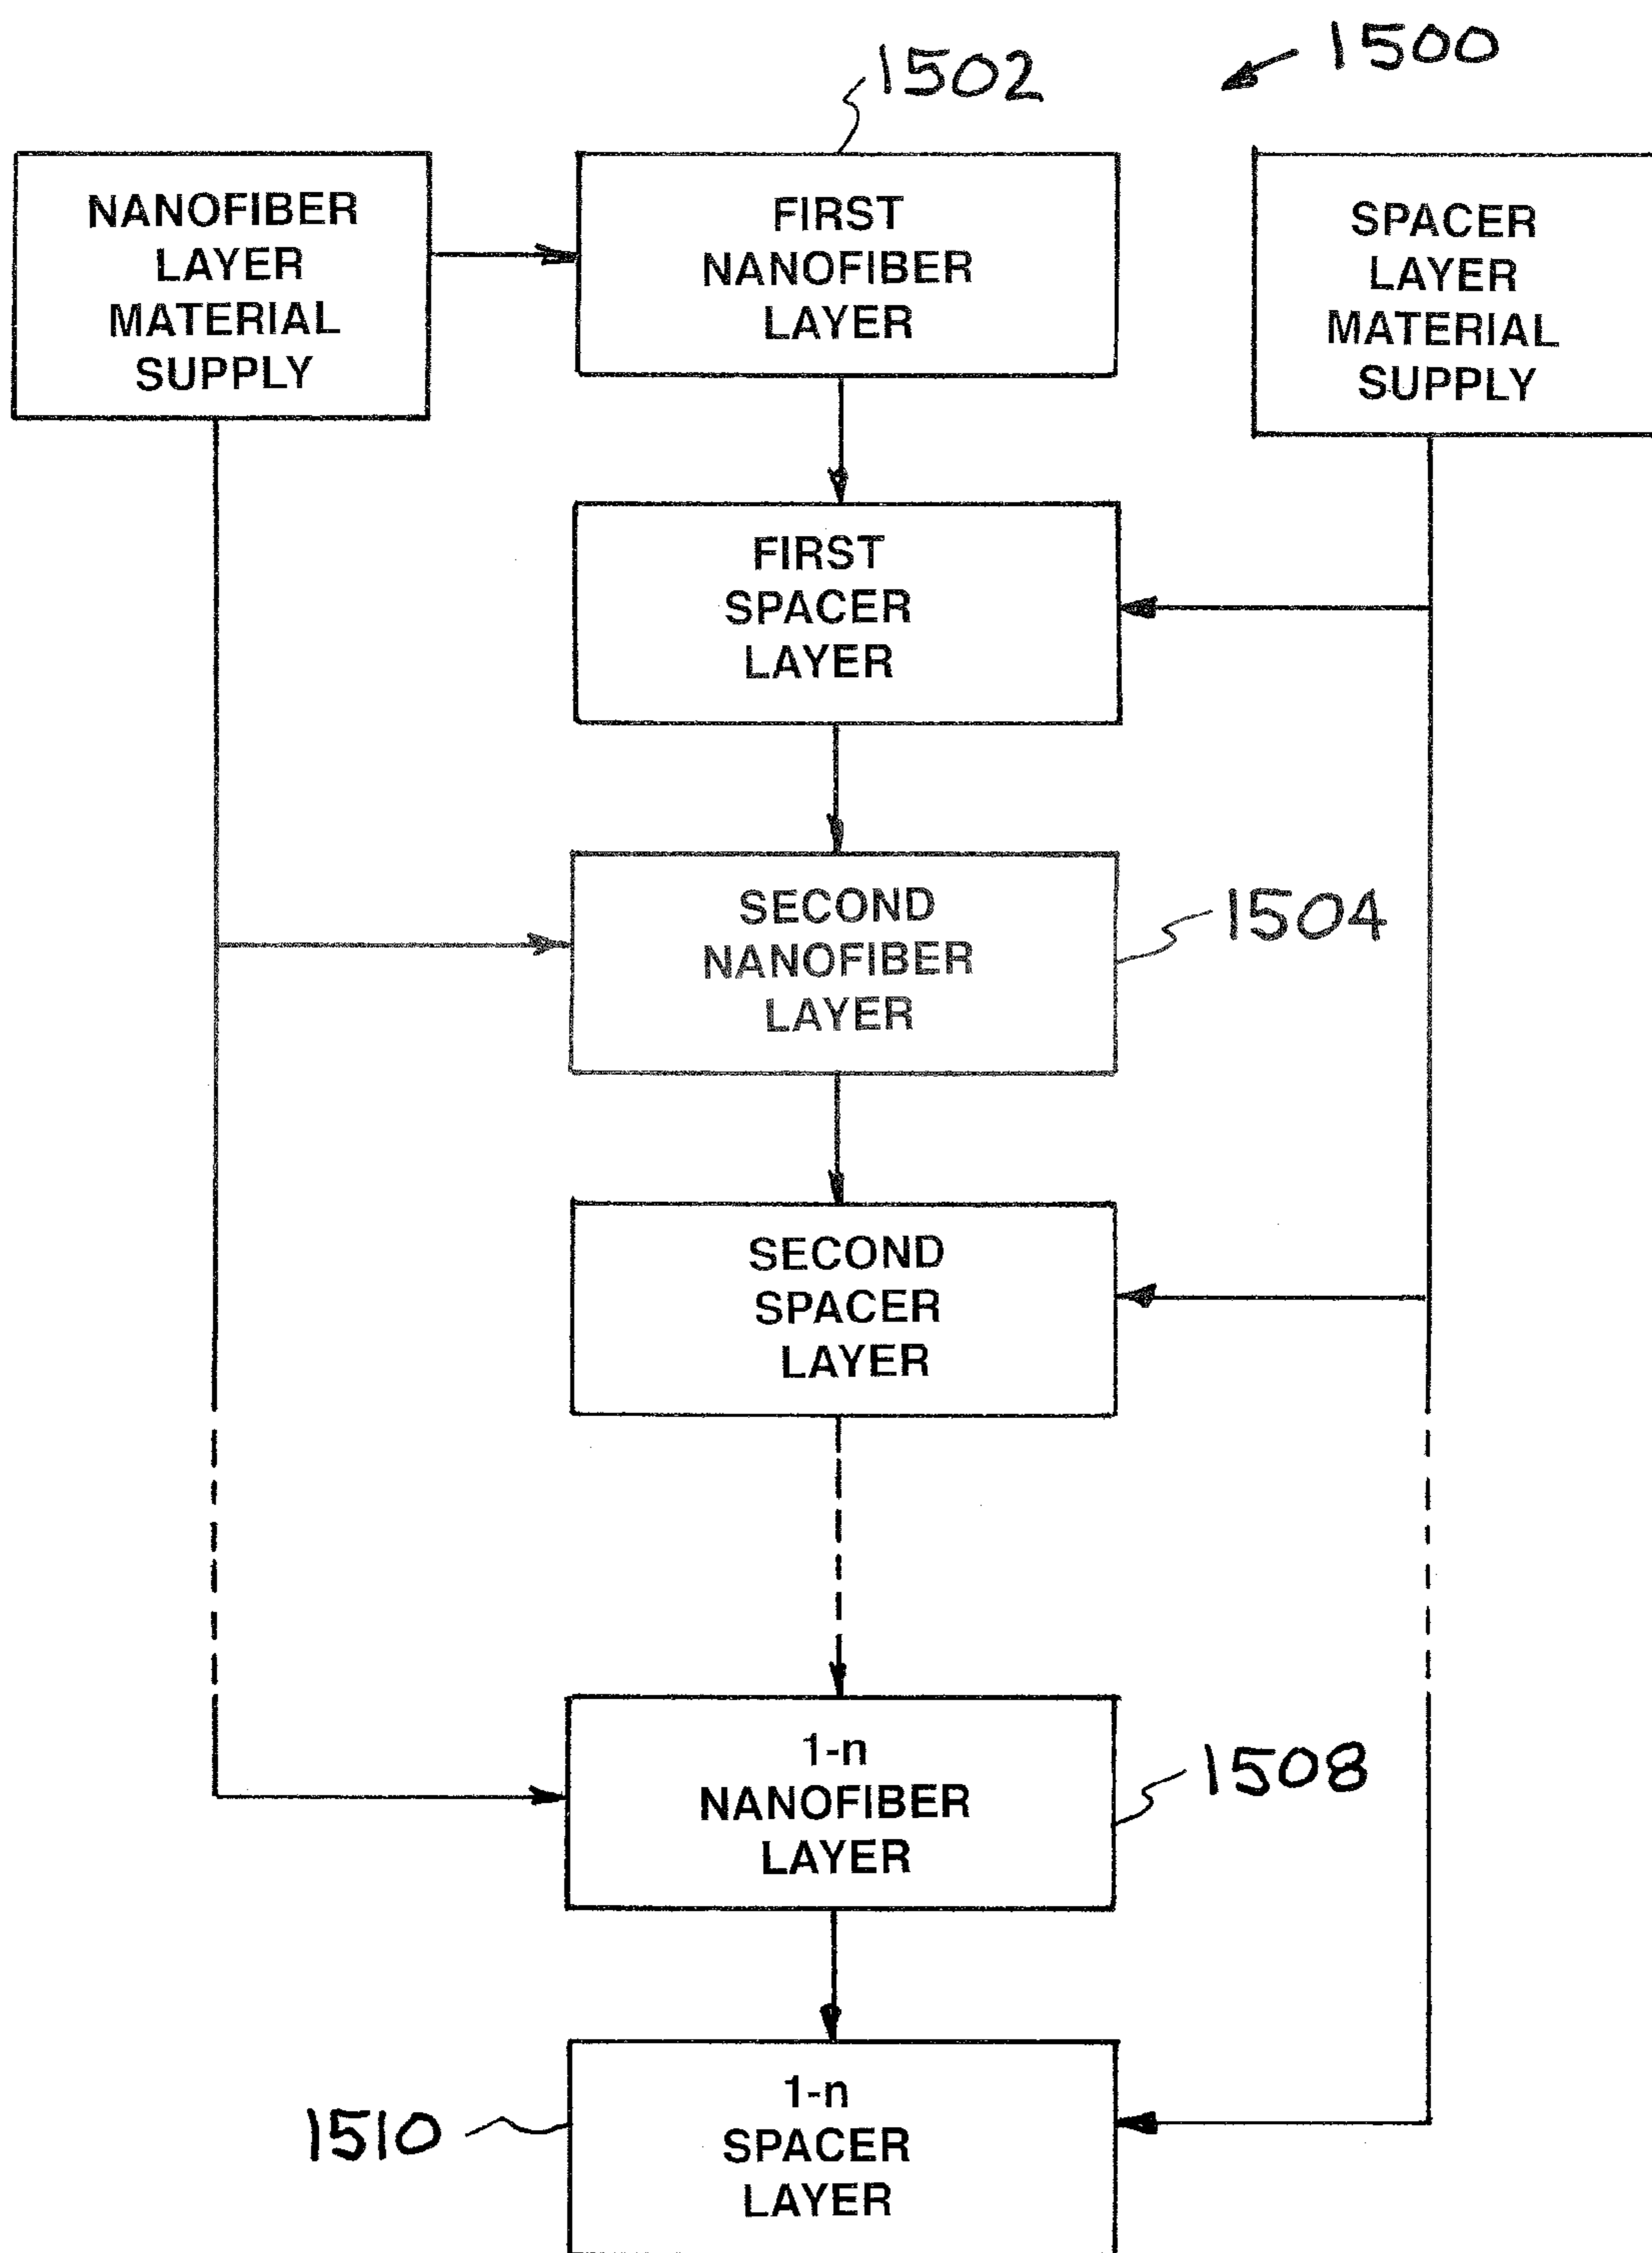 1500
1502
NANOFIBER
LAYER
MATERIAL
SUPPLY
FIRST
NANOFIBER
LAYER
SPACER
LAYER
MATERIAL
SUPPLY
FIRST
SPACER
LAYER
SECOND
NANOFIBER
LAYER
1504
SECOND
SPACER
LAYER
1-n
NANOFIBER
LAYER
1508
1-n
SPACER
LAYER
1510